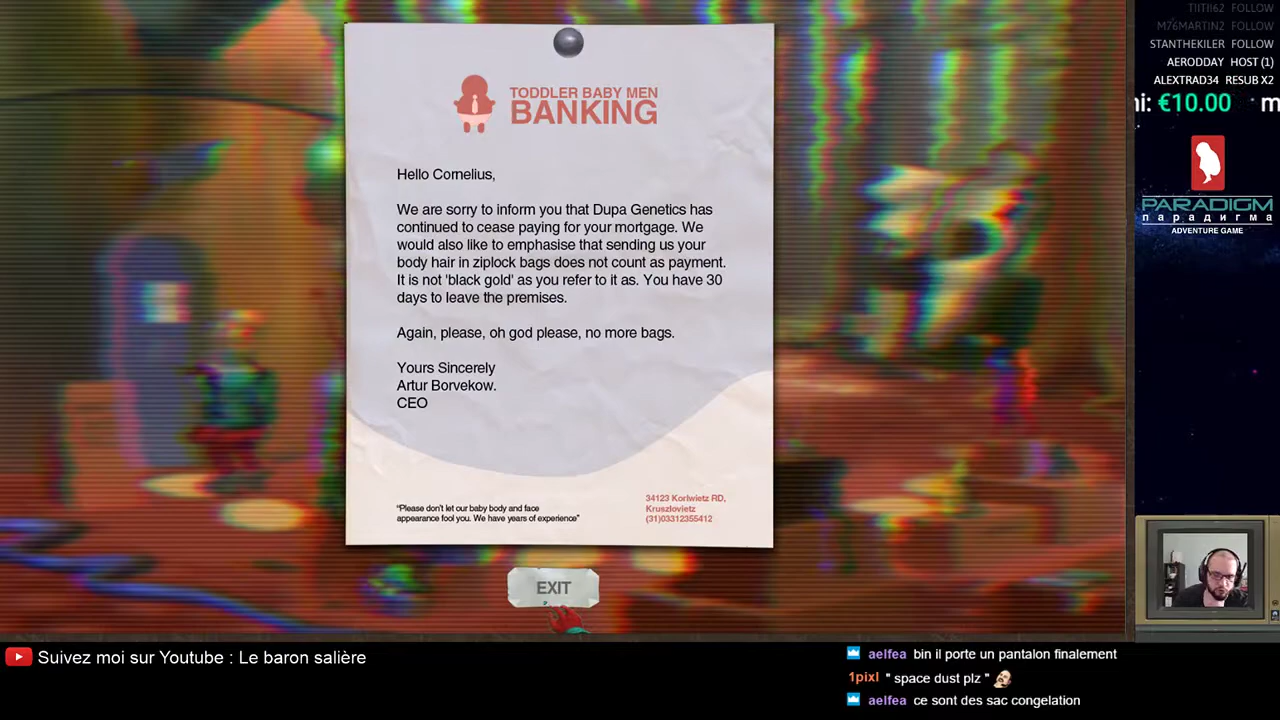 TIITII62 FOLLOW
M76MARTIN2 FOLLOW
STANTHEKILER FOLLOW
AERODDAY HOST (1)
ALEXTRAD34 RESUB X2
€10.00
PARADIGM
парадигма
ADVENTURE GAME
TODDLER BABY MEN
BANKING
Hello Cornelius,
We are sorry to inform you that Dupa Genetics has
continued to cease paying for your mortgage. We
would also like to emphasise that sending us your
body hair in ziplock bags does not count as payment.
It is not 'black gold' as you refer to it as. You have 30
days to leave the premises.
Again, please, oh god please, no more bags.
Yours Sincerely
Artur Borvekow.
CEO
“Please don't let our baby body and face
appearance fool you. We have years of experience”
34123 Korlwietz RD,
Kruszlovietz
(31)03312355412
EXIT
Suivez moi sur Youtube : Le baron salière
aelfea bin il porte un pantalon finalement
1pixl " space dust plz "
aelfea ce sont des sac congelation